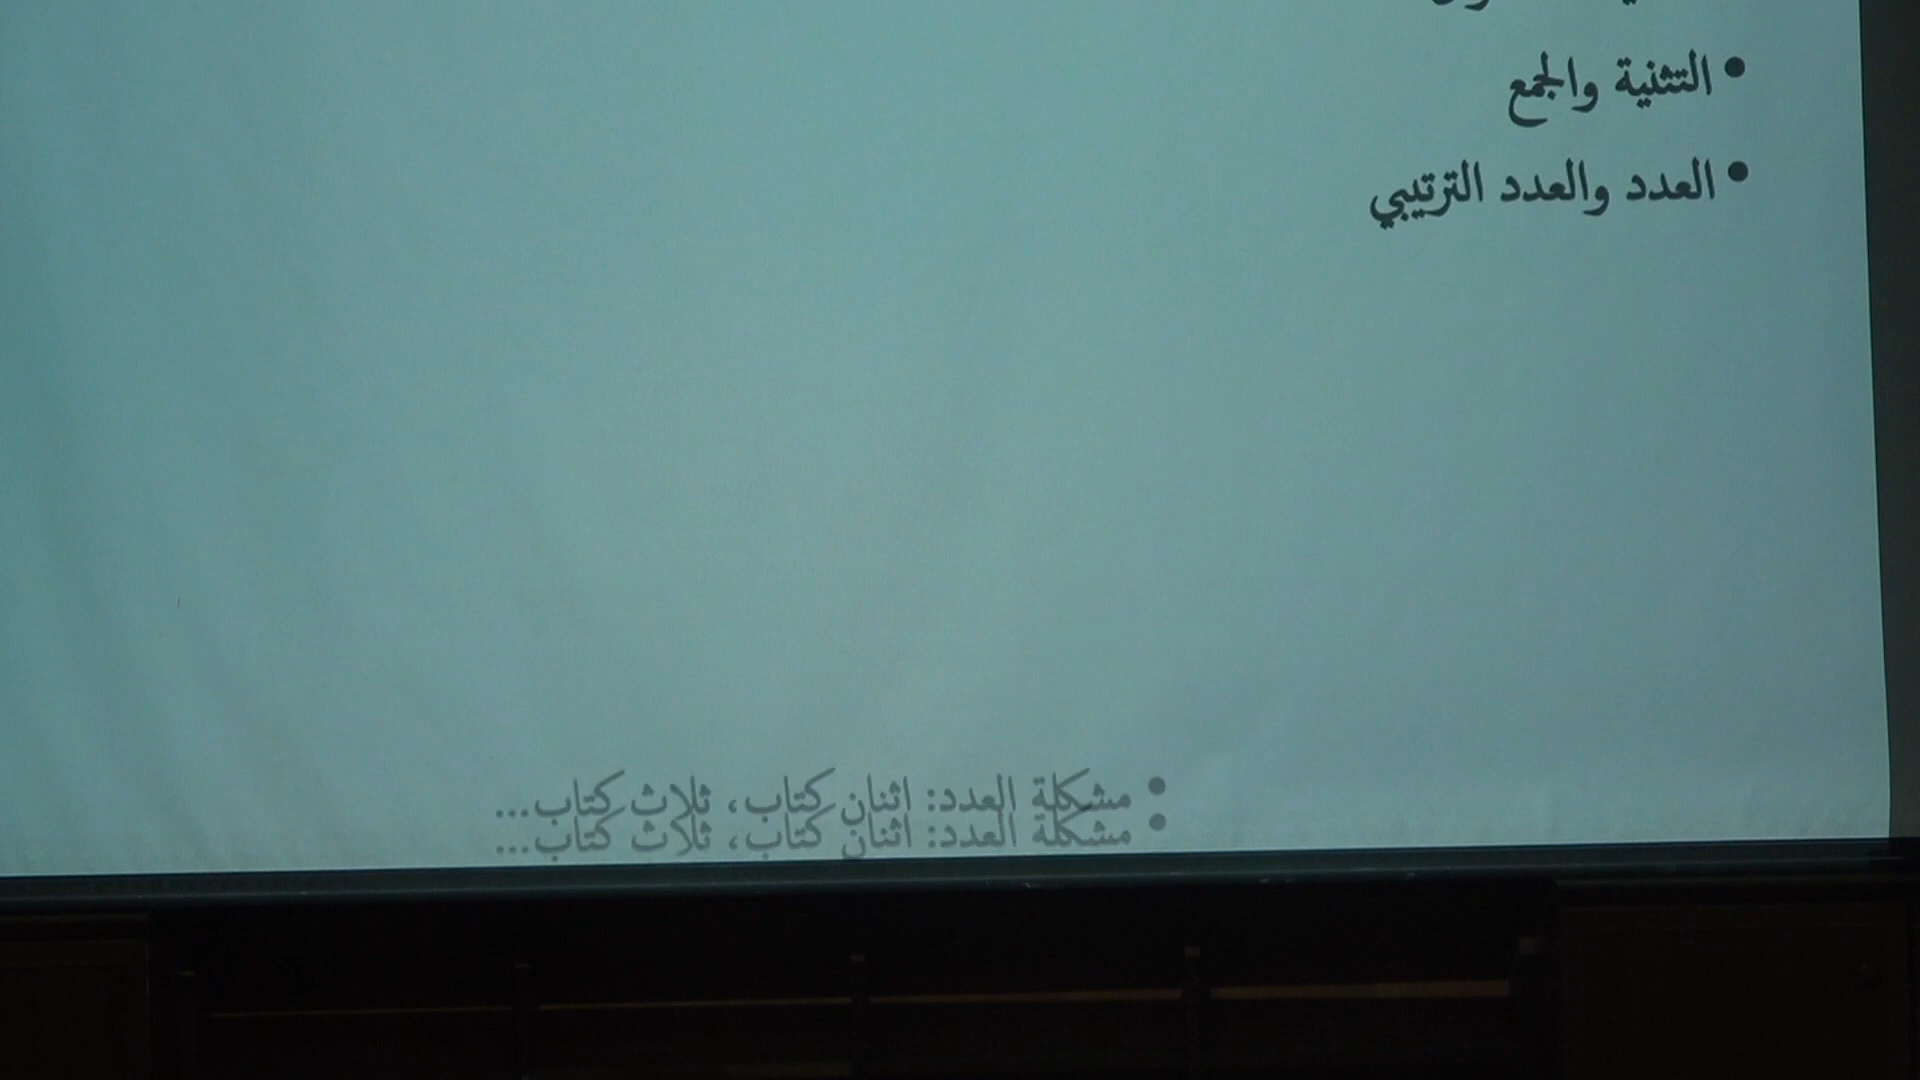 • التثنية والجمع
• العدد والعدد الترتيبي
• مشكلة العدد: اثنان كتاب، ثلاث كتاب...
• مشكلة العدد: اثنان كتاب، ثلاث كتاب...